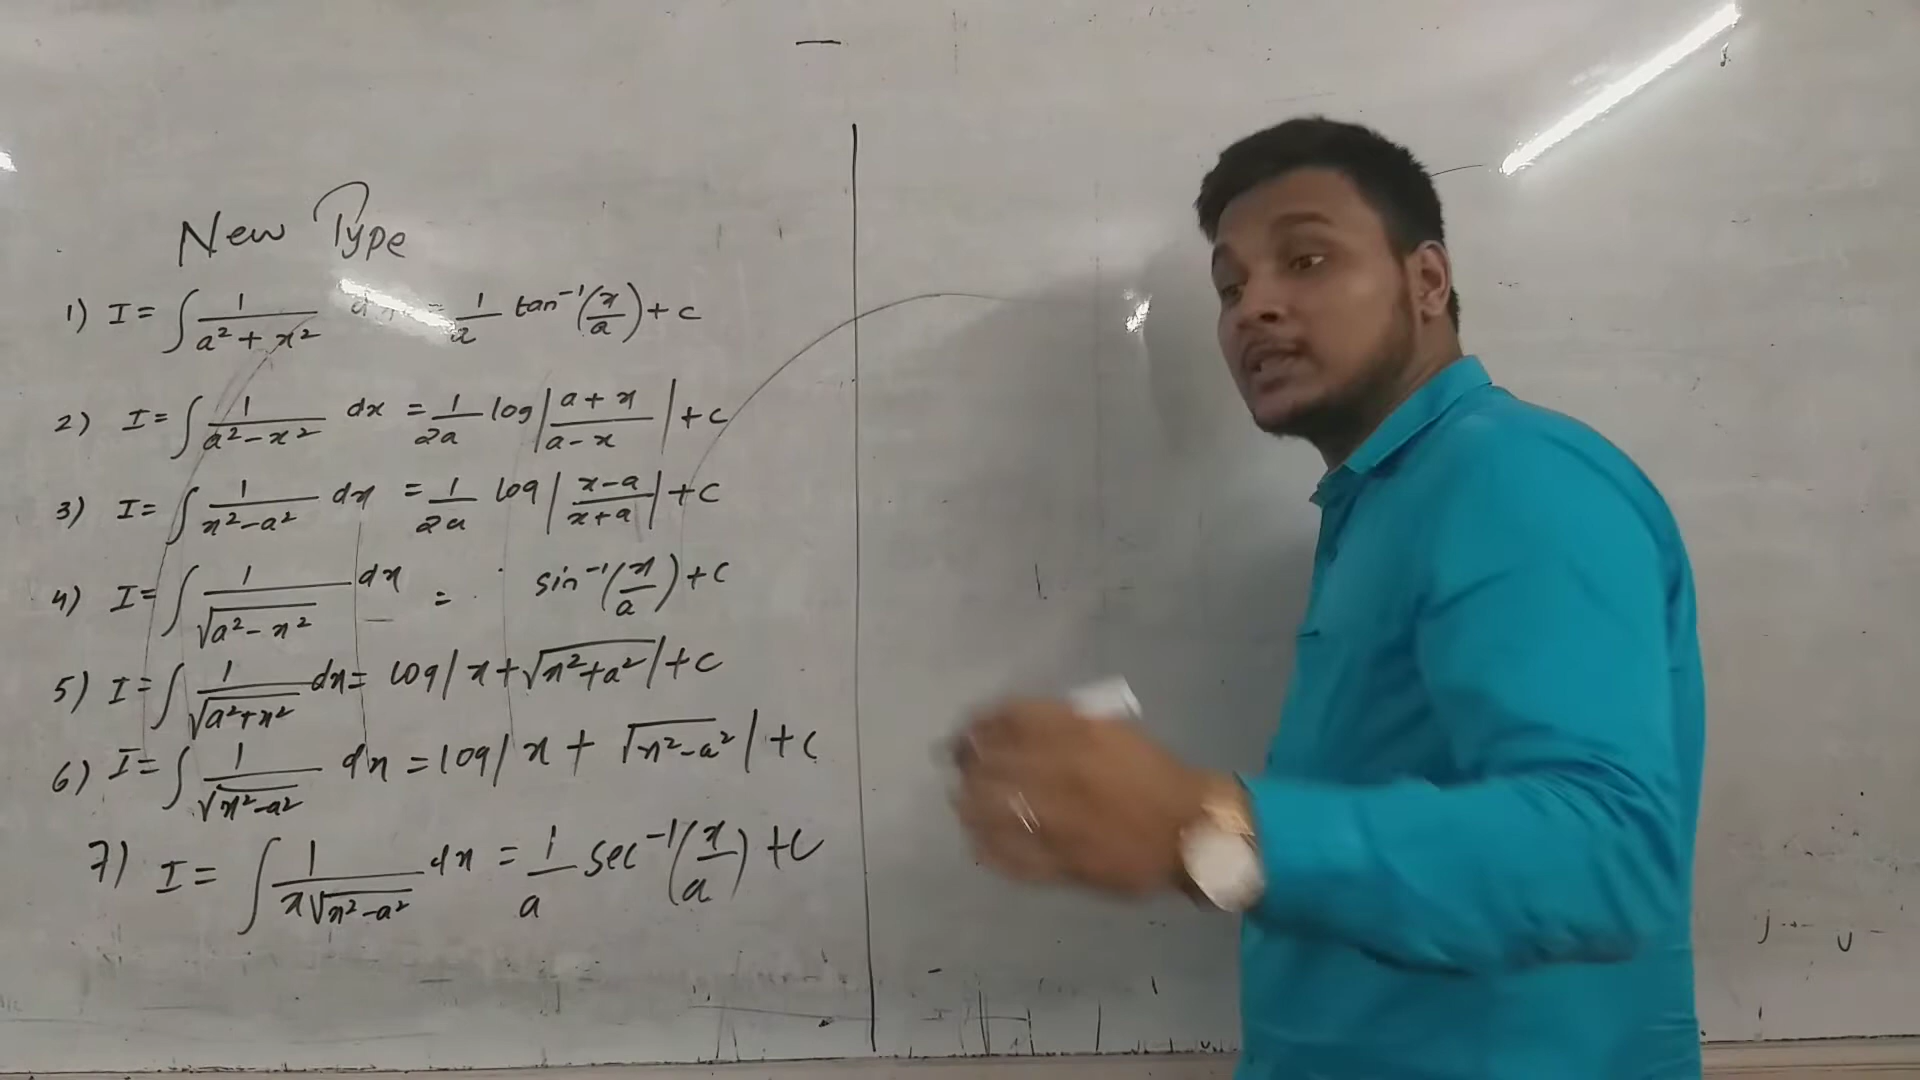 New Type
1) I = ∫ 1/(a² + x²) dx = 1/a tan⁻¹(x/a) + c
2) I = ∫ 1/(a² - x²) dx = 1/2a log|(a + x)/(a - x)| + c
3) I = ∫ 1/(x² - a²) dx = 1/2a log|(x - a)/(x + a)| + c
4) I = ∫ 1/√(a² - x²) dx = sin⁻¹(x/a) + c
5) I = ∫ 1/√(a² + x²) dx = log|x + √(x² + a²)| + c
6) I = ∫ 1/√(x² - a²) dx = log|x + √(x² - a²)| + c
7) I = ∫ 1/(x√(x² - a²)) dx = 1/a sec⁻¹(x/a) + c